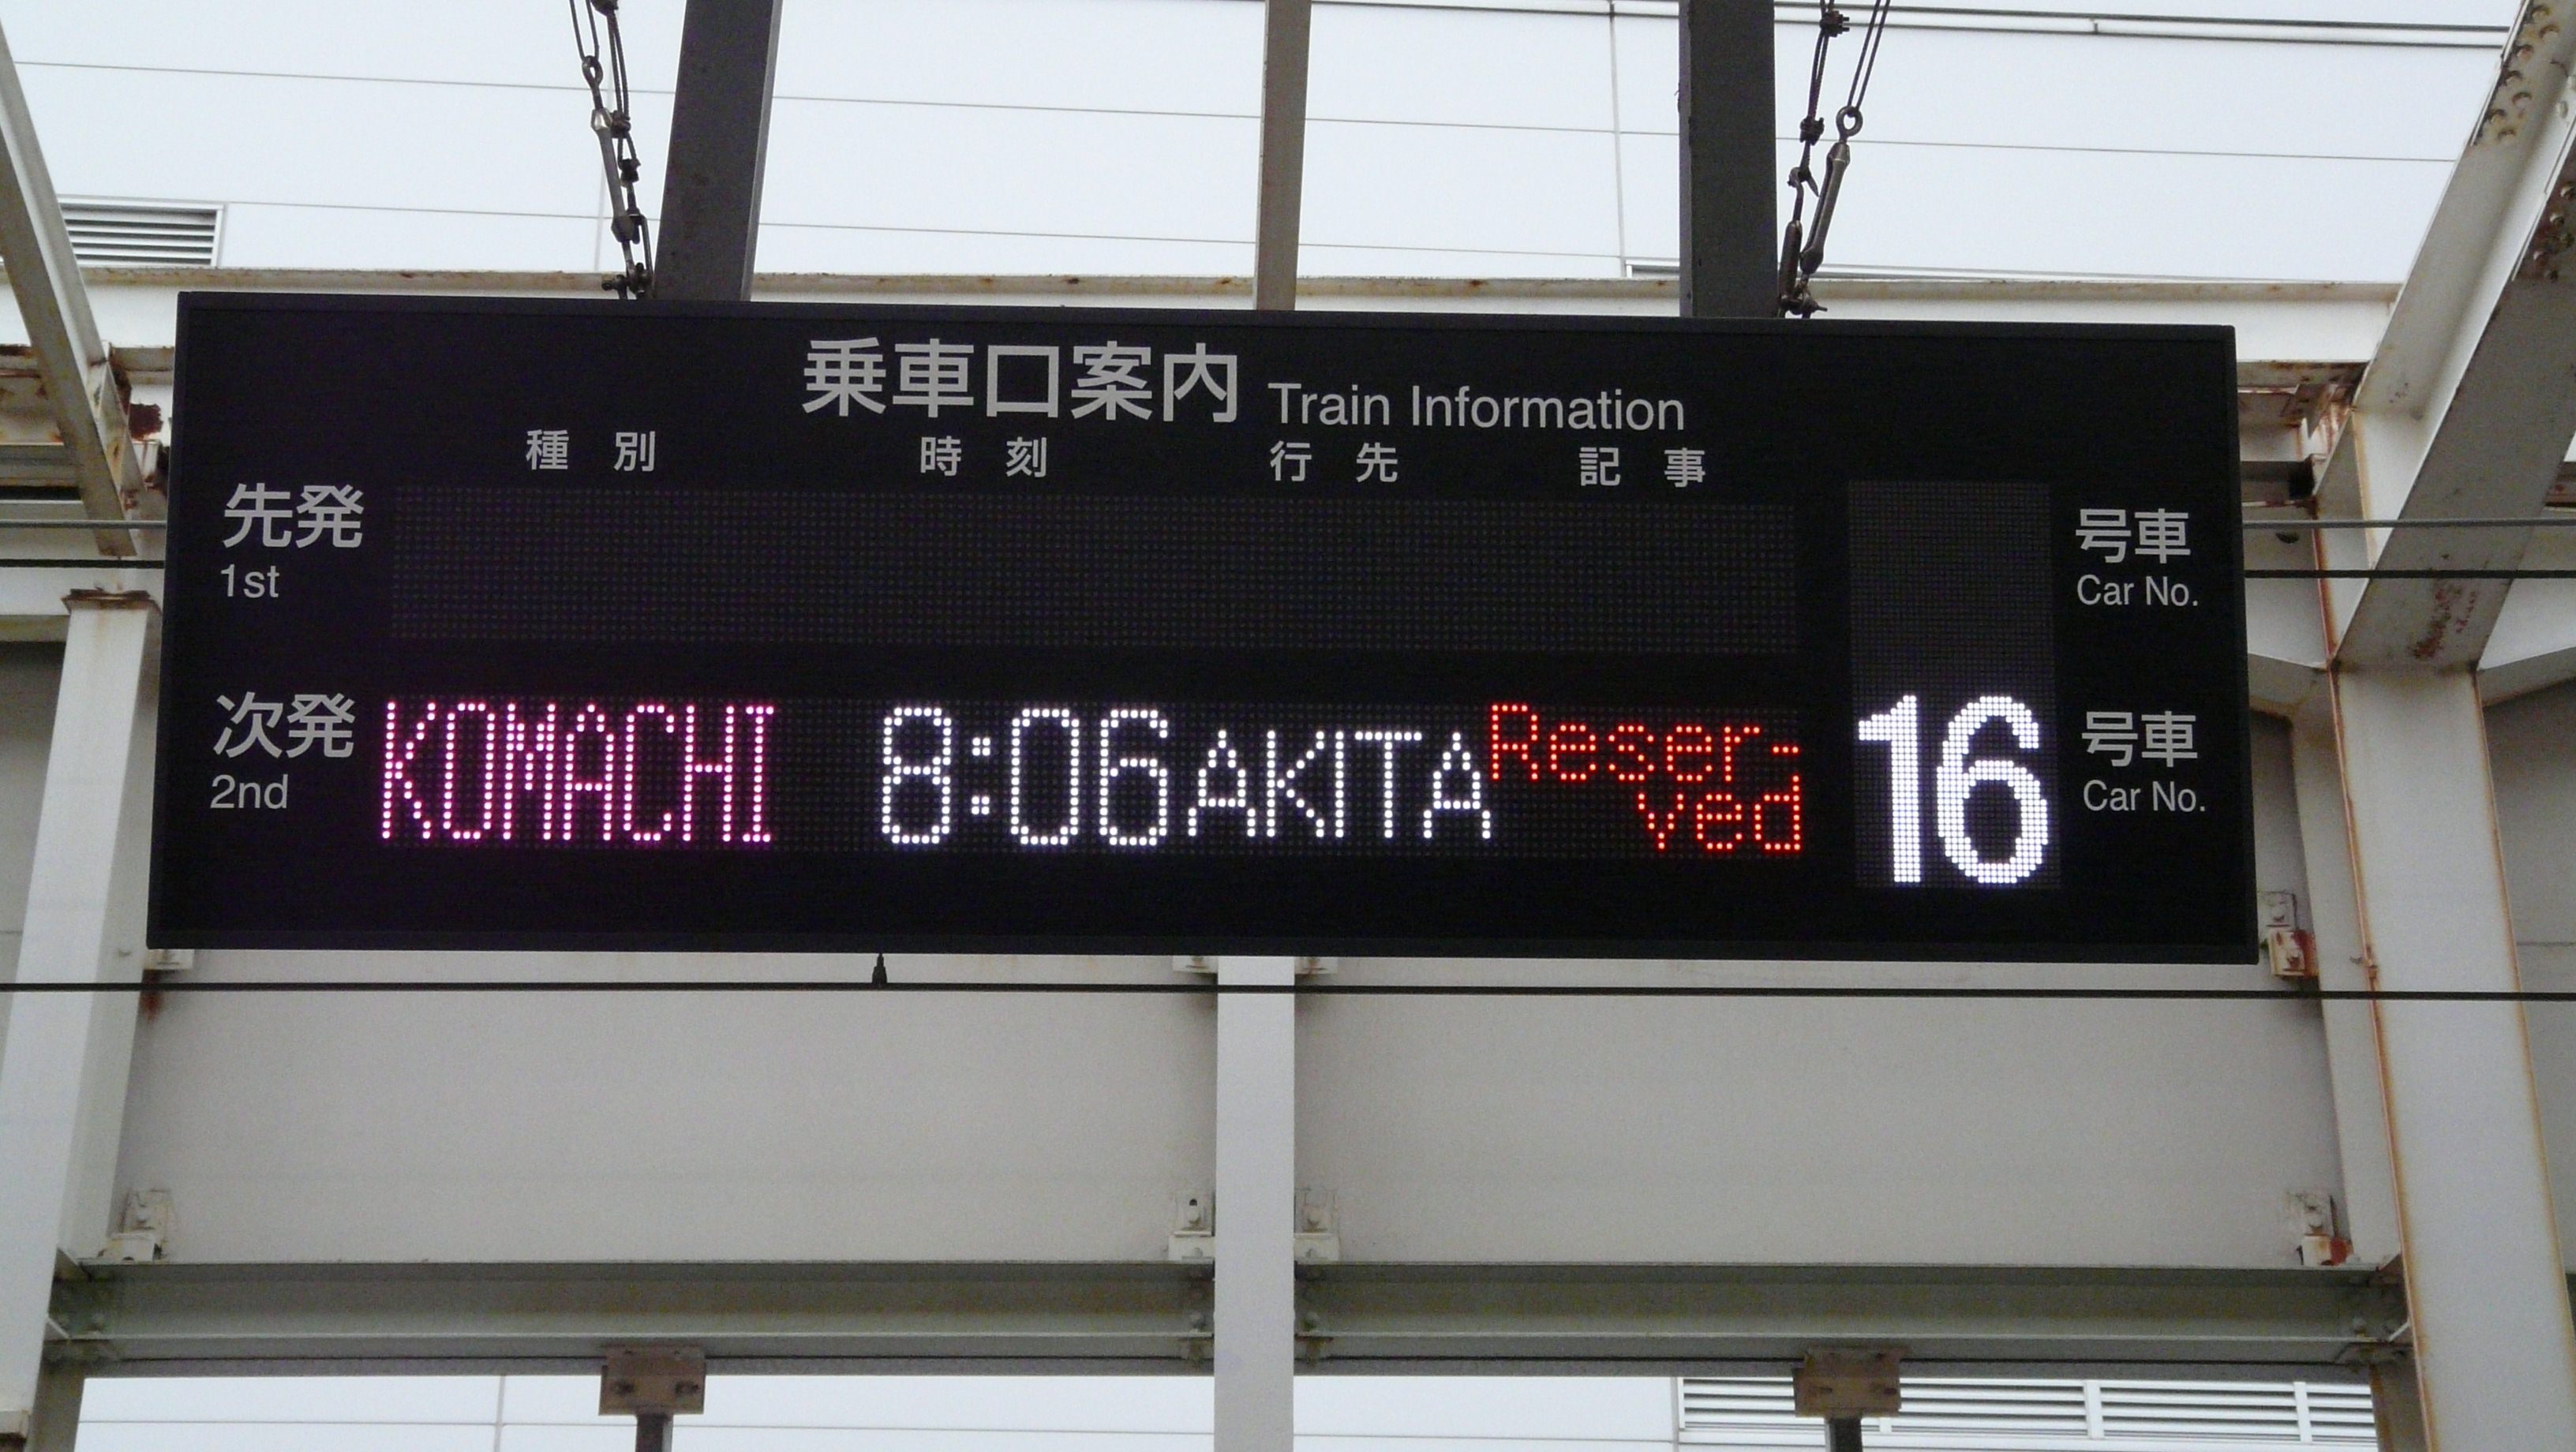 乗車口案内 Train Information
種別 時刻 行先 記事
先発 号車
1st Car No.
次発 KOMACHI 8:06 AKITA Reser- 16 号車
2nd ved Car No.